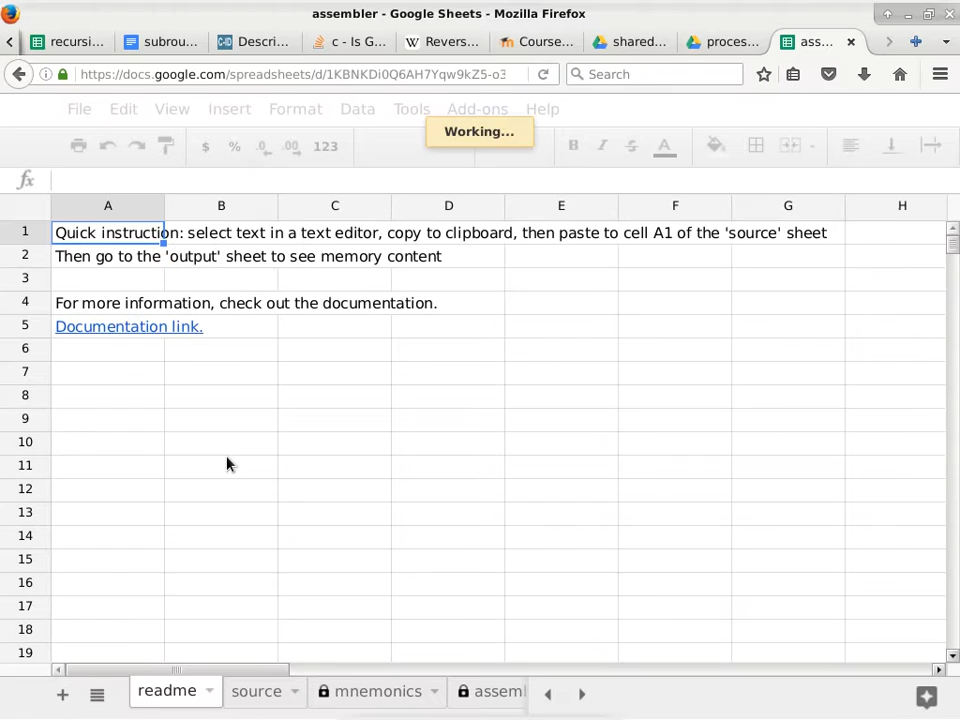 assembler - Google Sheets - Mozilla Firefox
recursi... subrou... Descri... c - Is G... Revers... Course... shared... proces... ass...
https://docs.google.com/spreadsheets/d/1KBNKDi0Q6AH7Yqw9kZ5-o3 Search
File Edit View Insert Format Data Tools Add-ons Help
Working...
$ % .0 .00 123 B I S A
fx
A B C D E F G H
1 Quick instruction: select text in a text editor, copy to clipboard, then paste to cell A1 of the 'source' sheet
2 Then go to the 'output' sheet to see memory content
3
4 For more information, check out the documentation.
5 Documentation link.
6
7
8
9
10
11
12
13
14
15
16
17
18
19
readme source mnemonics assem